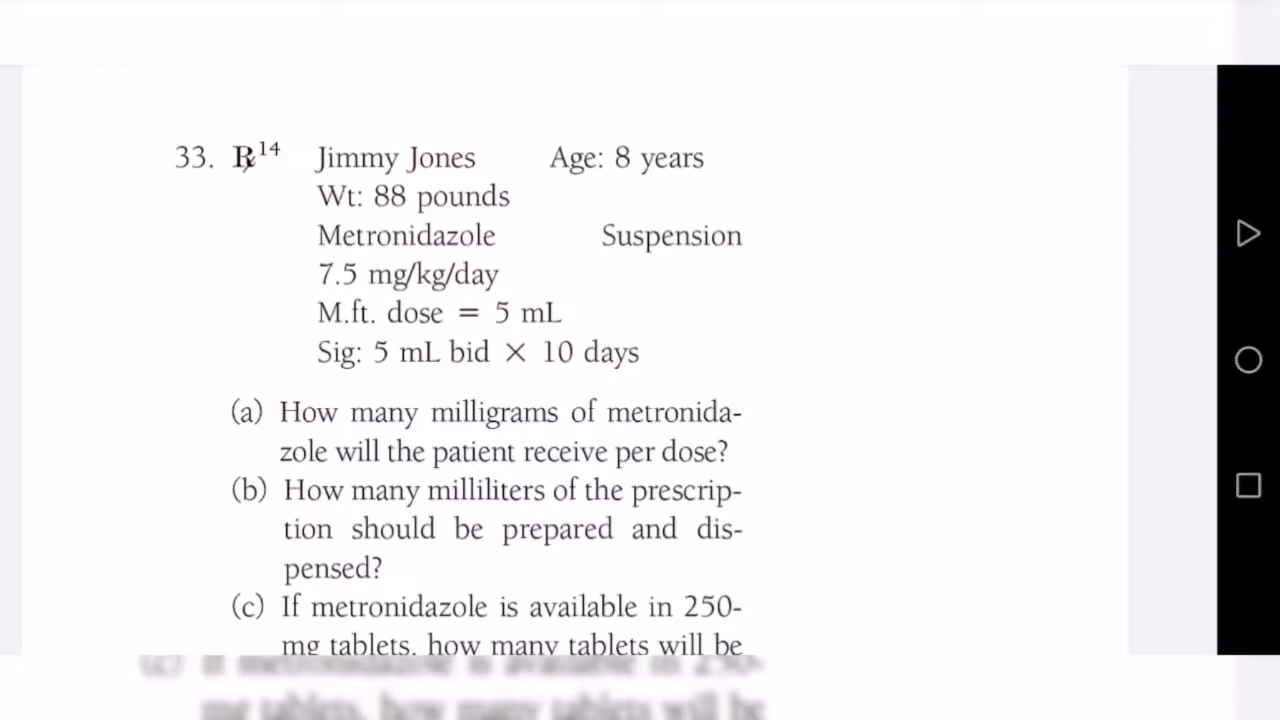 33. ℞14 Jimmy Jones Age: 8 years
Wt: 88 pounds
Metronidazole Suspension
7.5 mg/kg/day
M.ft. dose = 5 mL
Sig: 5 mL bid × 10 days
(a) How many milligrams of metronida-
zole will the patient receive per dose?
(b) How many milliliters of the prescrip-
tion should be prepared and dis-
pensed?
(c) If metronidazole is available in 250-
mg tablets, how many tablets will be